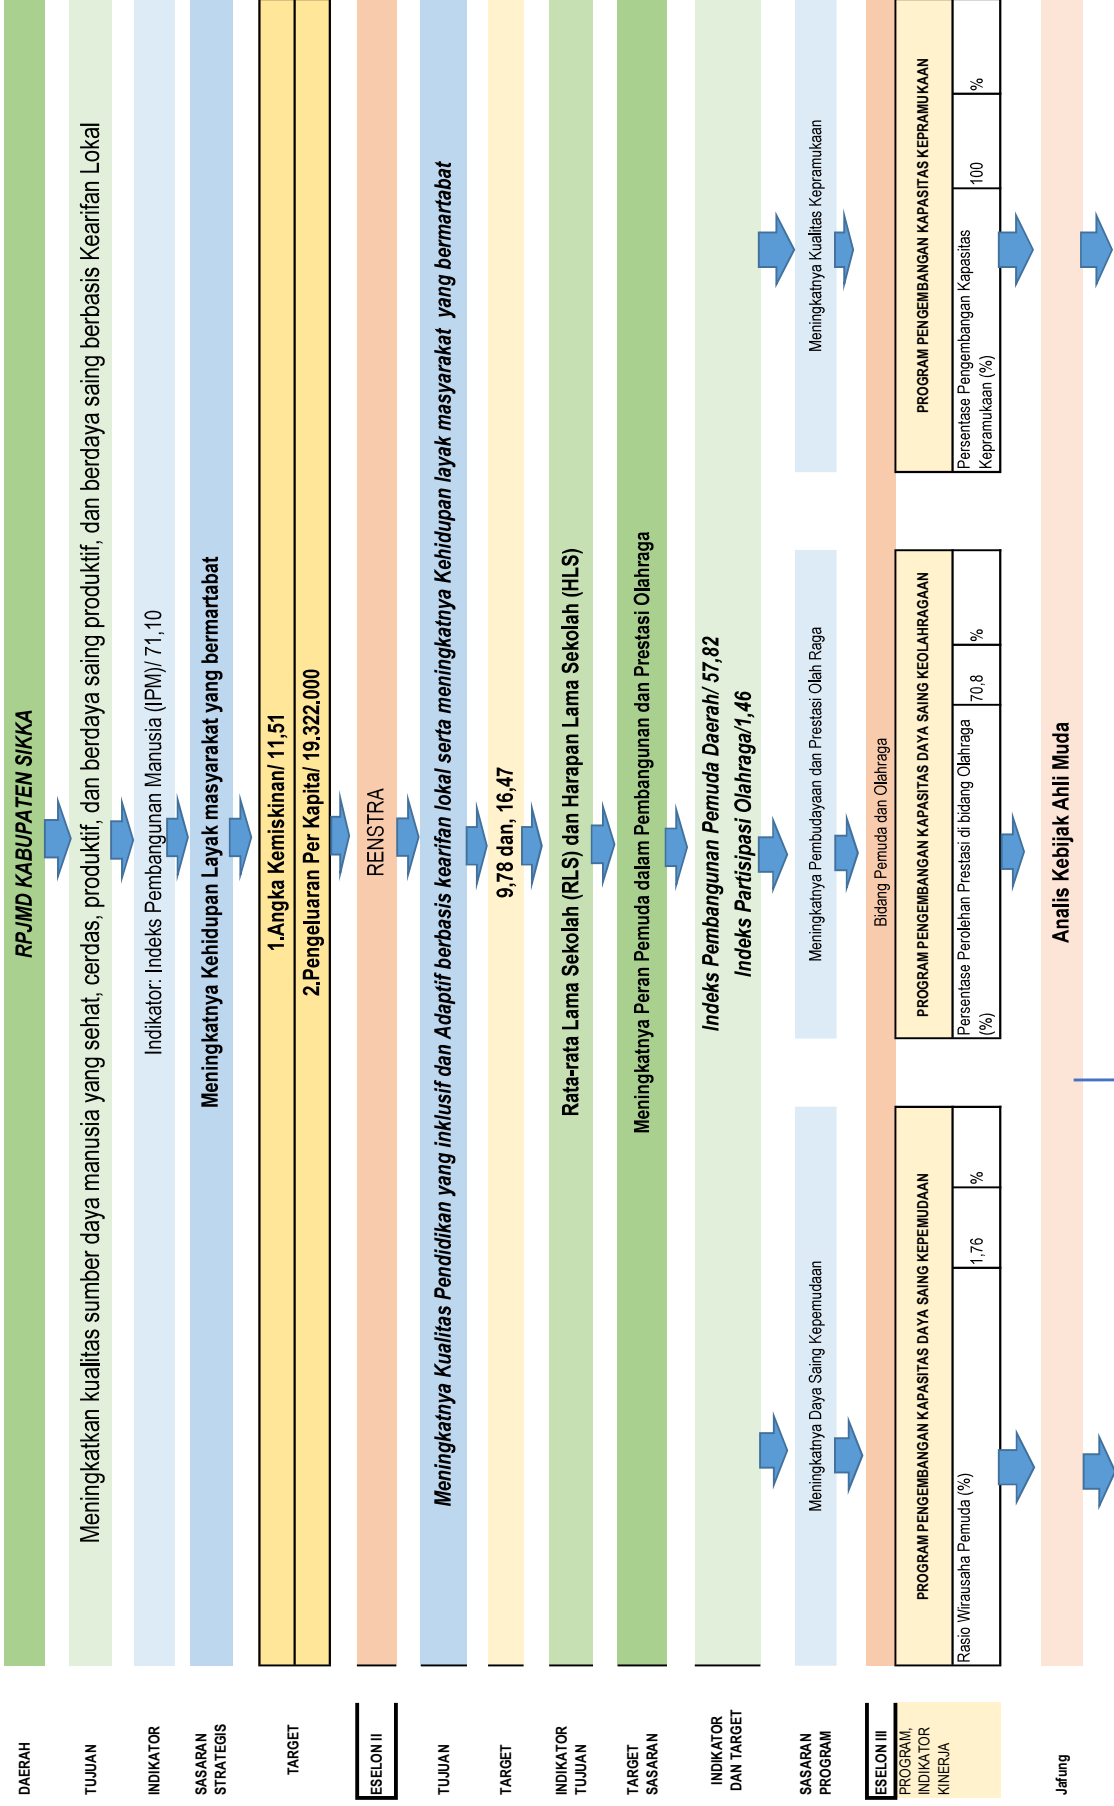 DAERAH
RPJMD KABUPATEN SIKKA
TUJUAN
Meningkatkan kualitas sumber daya manusia yang sehat, cerdas, produktif, dan berdaya saing produktif, dan berdaya saing berbasis Kearifan Lokal
INDIKATOR
Indikator: Indeks Pembangunan Manusia (IPM)/ 71,10
SASARAN
STRATEGIS
Meningkatnya Kehidupan Layak masyarakat yang bermartabat
TARGET
1.Angka Kemiskinan/ 11,51
2.Pengeluaran Per Kapita/ 19.322.000
ESELON II
RENSTRA
TUJUAN
Meningkatnya Kualitas Pendidikan yang inklusif dan Adaptif berbasis kearifan lokal serta meningkatnya Kehidupan layak masyarakat yang bermartabat
TARGET
9,78 dan, 16,47
INDIKATOR
TUJUAN
Rata-rata Lama Sekolah (RLS) dan Harapan Lama Sekolah (HLS)
TARGET
SASARAN
Meningkatnya Peran Pemuda dalam Pembangunan dan Prestasi Olahraga
INDIKATOR
DAN TARGET
Indeks Pembangunan Pemuda Daerah/ 57,82
Indeks Partisipasi Olahraga/1,46
SASARAN
PROGRAM
Meningkatnya Daya Saing Kepemudaan
Meningkatnya Pembudayaan dan Prestasi Olah Raga
Meningkatnya Kualitas Kepramukaan
ESELON III
Bidang Pemuda dan Olahraga
PROGRAM,
INDIKATOR
KINERJA
PROGRAM PENGEMBANGAN KAPASITAS DAYA SAING KEPEMUDAAN
Rasio Wirausaha Pemuda (%)
1,76
%
PROGRAM PENGEMBANGAN KAPASITAS DAYA SAING KEOLAHRAGAAN
Persentase Perolehan Prestasi di bidang Olahraga
(%)
70,8
%
PROGRAM PENGEMBANGAN KAPASITAS KEPRAMUKAAN
Persentase Pengembangan Kapasitas
Kepramukaan (%)
100
%
Jafung
Analis Kebijak Ahli Muda